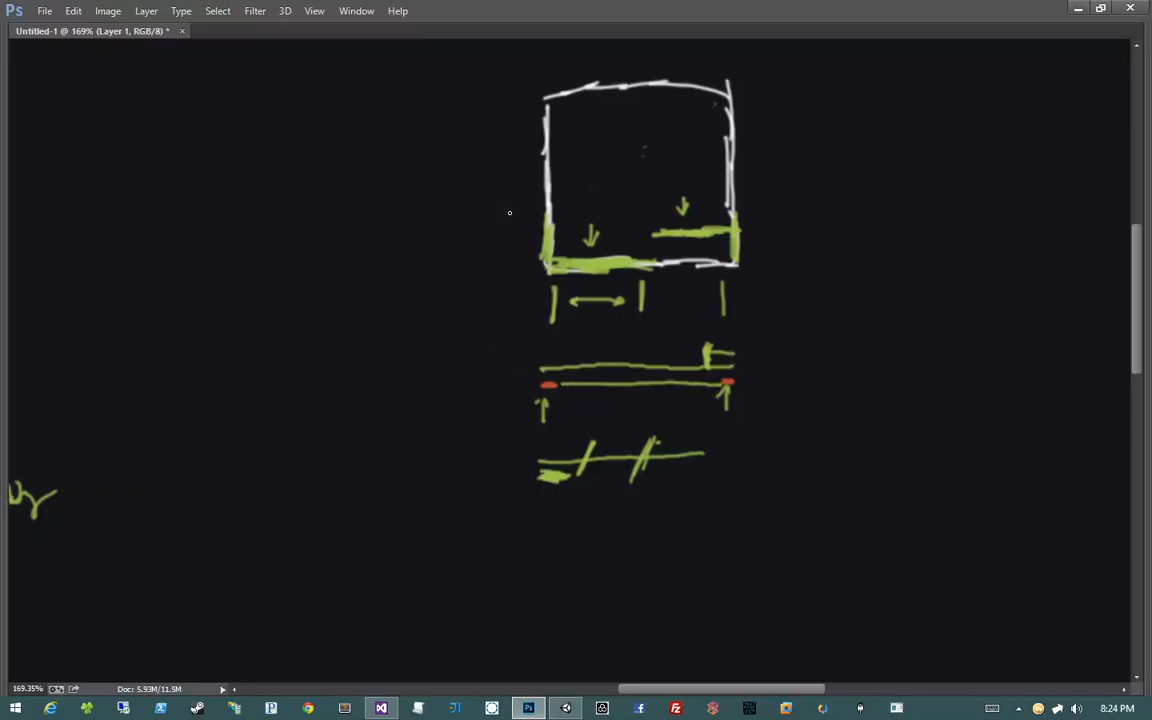 Ps File Edit Image Layer Type Select Filter 3D View Window Help
Untitled-1 @ 169% (Layer 1, RGB/8) * ×
169.35% Doc: 5.93M/11.5M
8:24 PM